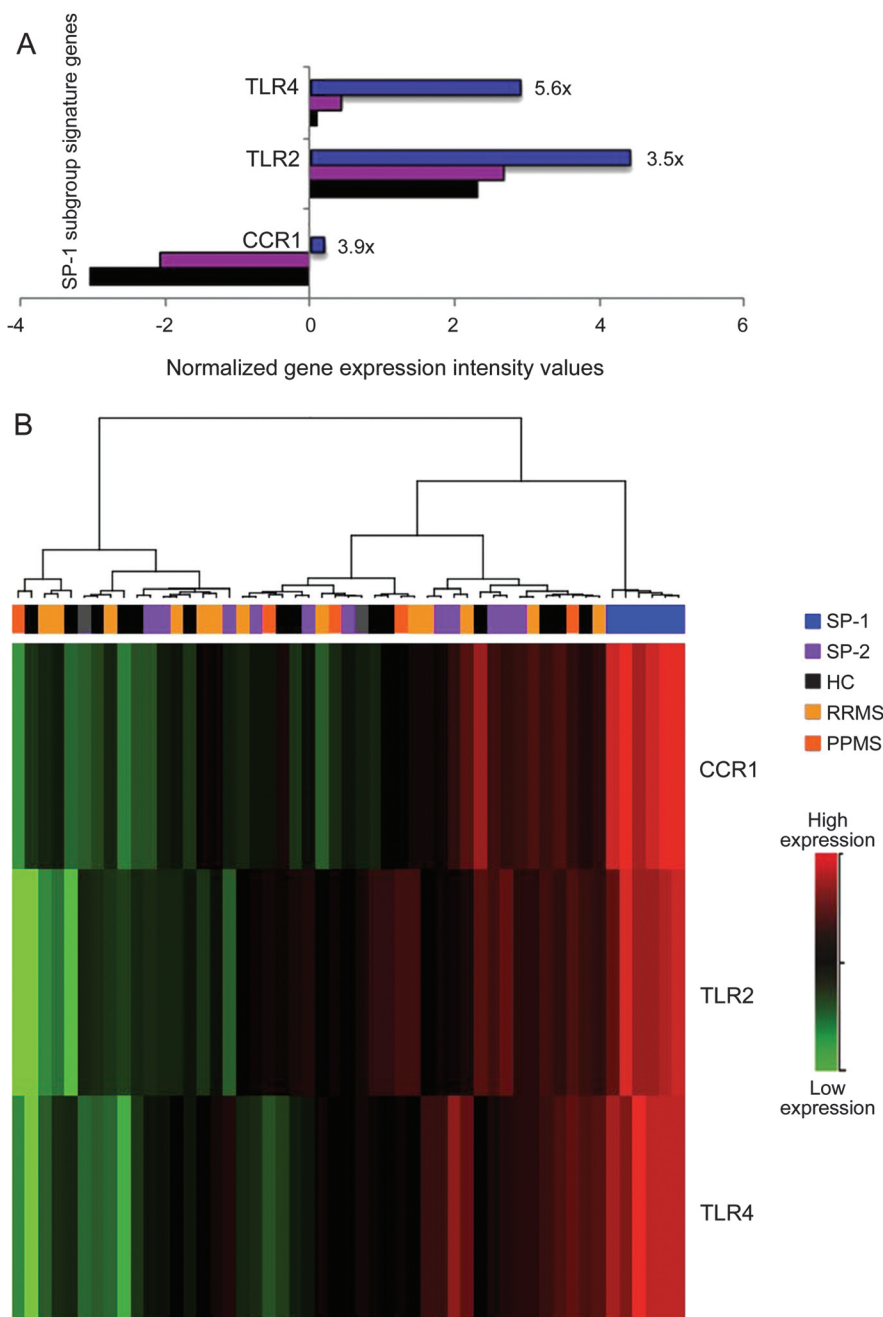 A
SP-1 subgroup signature genes
TLR4
5.6x
TLR2
3.5x
CCR1
3.9x
-4 -2 0 2 4 6
Normalized gene expression intensity values
B
SP-1
SP-2
HC
RRMS
PPMS
CCR1
High
expression
TLR2
Low
expression
TLR4